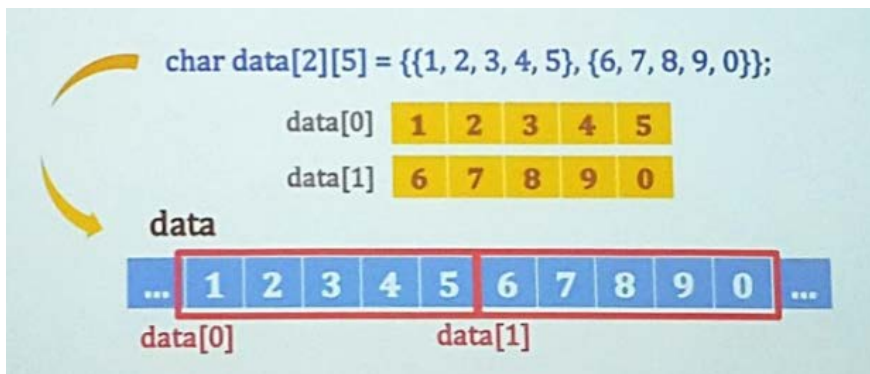 char data[2][5] = {{1, 2, 3, 4, 5}, {6, 7, 8, 9, 0}};
data[0] 1 2 3 4 5
data[1] 6 7 8 9 0
data
... 1 2 3 4 5 6 7 8 9 0 ...
data[0] data[1]